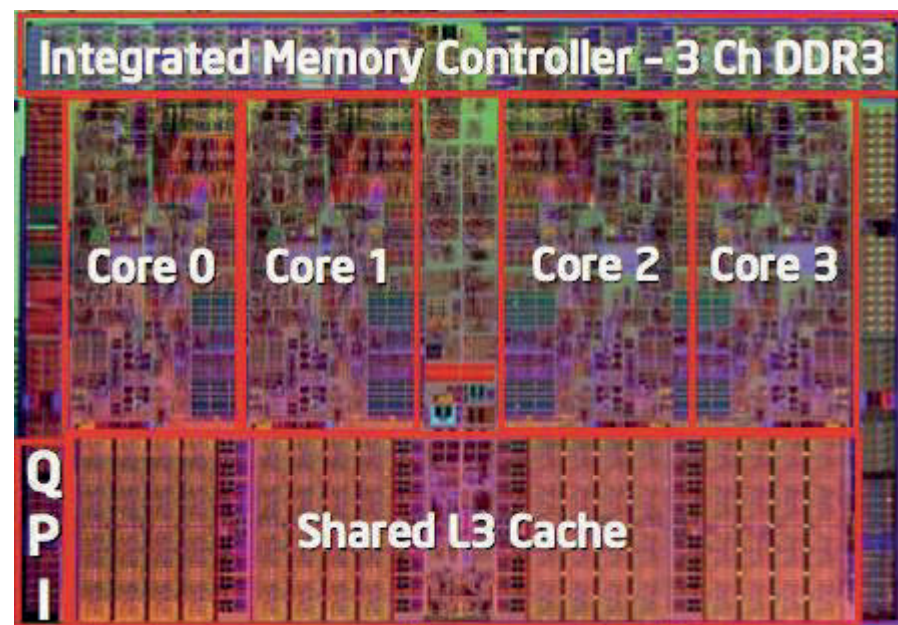 Integrated Memory Controller - 3 Ch DDR3
Core 0
Core 1
Core 2
Core 3
Q
P
I
Shared L3 Cache